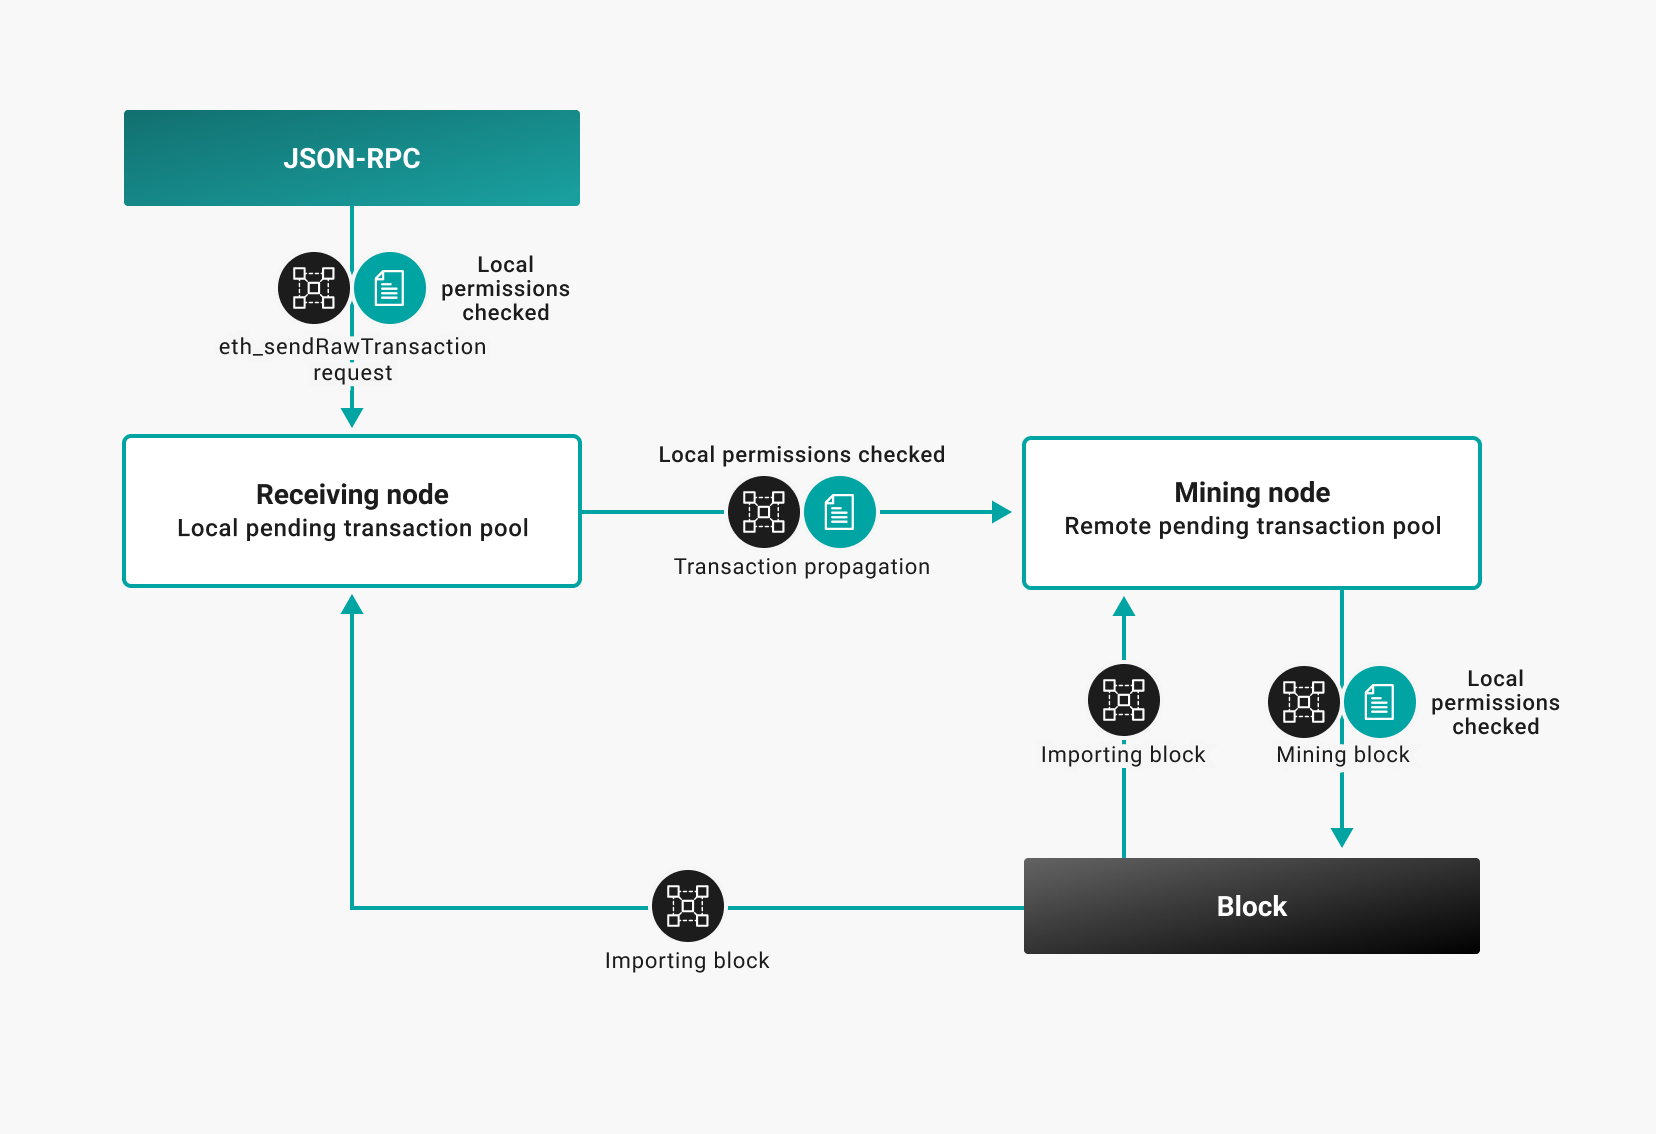 JSON-RPC
Local
permissions
checked
eth_sendRawTransaction
request
Receiving node
Local pending transaction pool
Local permissions checked
Transaction propagation
Mining node
Remote pending transaction pool
Importing block
Mining block
Local
permissions
checked
Block
Importing block